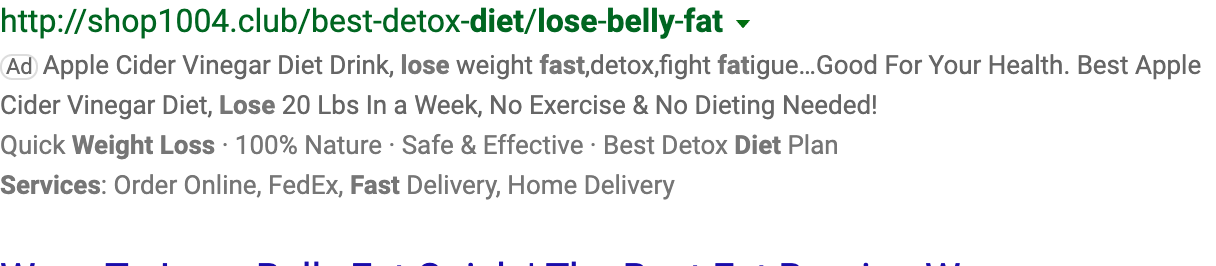 http://shop1004.club/best-detox-diet/lose-belly-fat
Ad Apple Cider Vinegar Diet Drink, lose weight fast,detox,fight fatigue...Good For Your Health. Best Apple
Cider Vinegar Diet, Lose 20 Lbs In a Week, No Exercise & No Dieting Needed!
Quick Weight Loss · 100% Nature · Safe & Effective · Best Detox Diet Plan
Services: Order Online, FedEx, Fast Delivery, Home Delivery